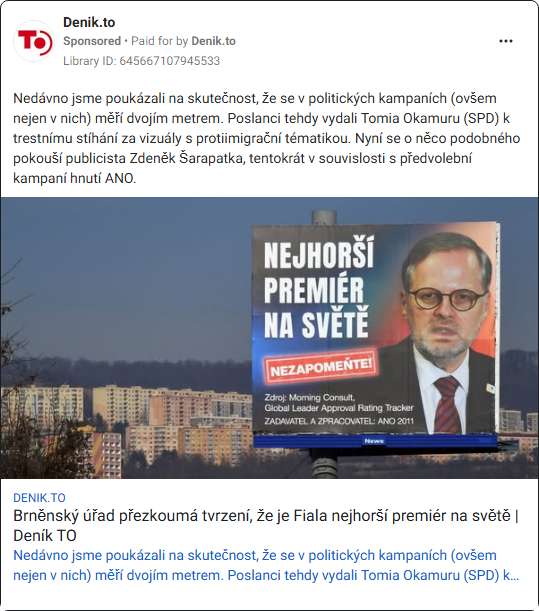 Denik.to
Sponsored • Paid for by Denik.to
Library ID: 645667107945533
TO
Nedávno jsme poukázali na skutečnost, že se v politických kampaních (ovšem
nejen v nich) měří dvojím metrem. Poslanci tehdy vydali Tomia Okamuru (SPD) k
trestnímu stíhání za vizuály s protiimigrační tématikou. Nyní se o něco podobného
pokouší publicista Zdeněk Šarapatka, tentokrát v souvislosti s předvolební
kampaní hnutí ANO.
NEJHORŠÍ
PREMIÉR
NA SVĚTĚ
NEZAPOMEŇTE!
Zdroj: Morning Consult,
Global Leader Approval Rating Tracker
ZADAVATEL A ZPRACOVATEL: ANO 2011
News
DENIK.TO
Brněnský úřad přezkoumá tvrzení, že je Fiala nejhorší premiér na světě |
Deník TO
Nedávno jsme poukázali na skutečnost, že se v politických kampaních (ovšem
nejen v nich) měří dvojím metrem. Poslanci tehdy vydali Tomia Okamuru (SPD) k...